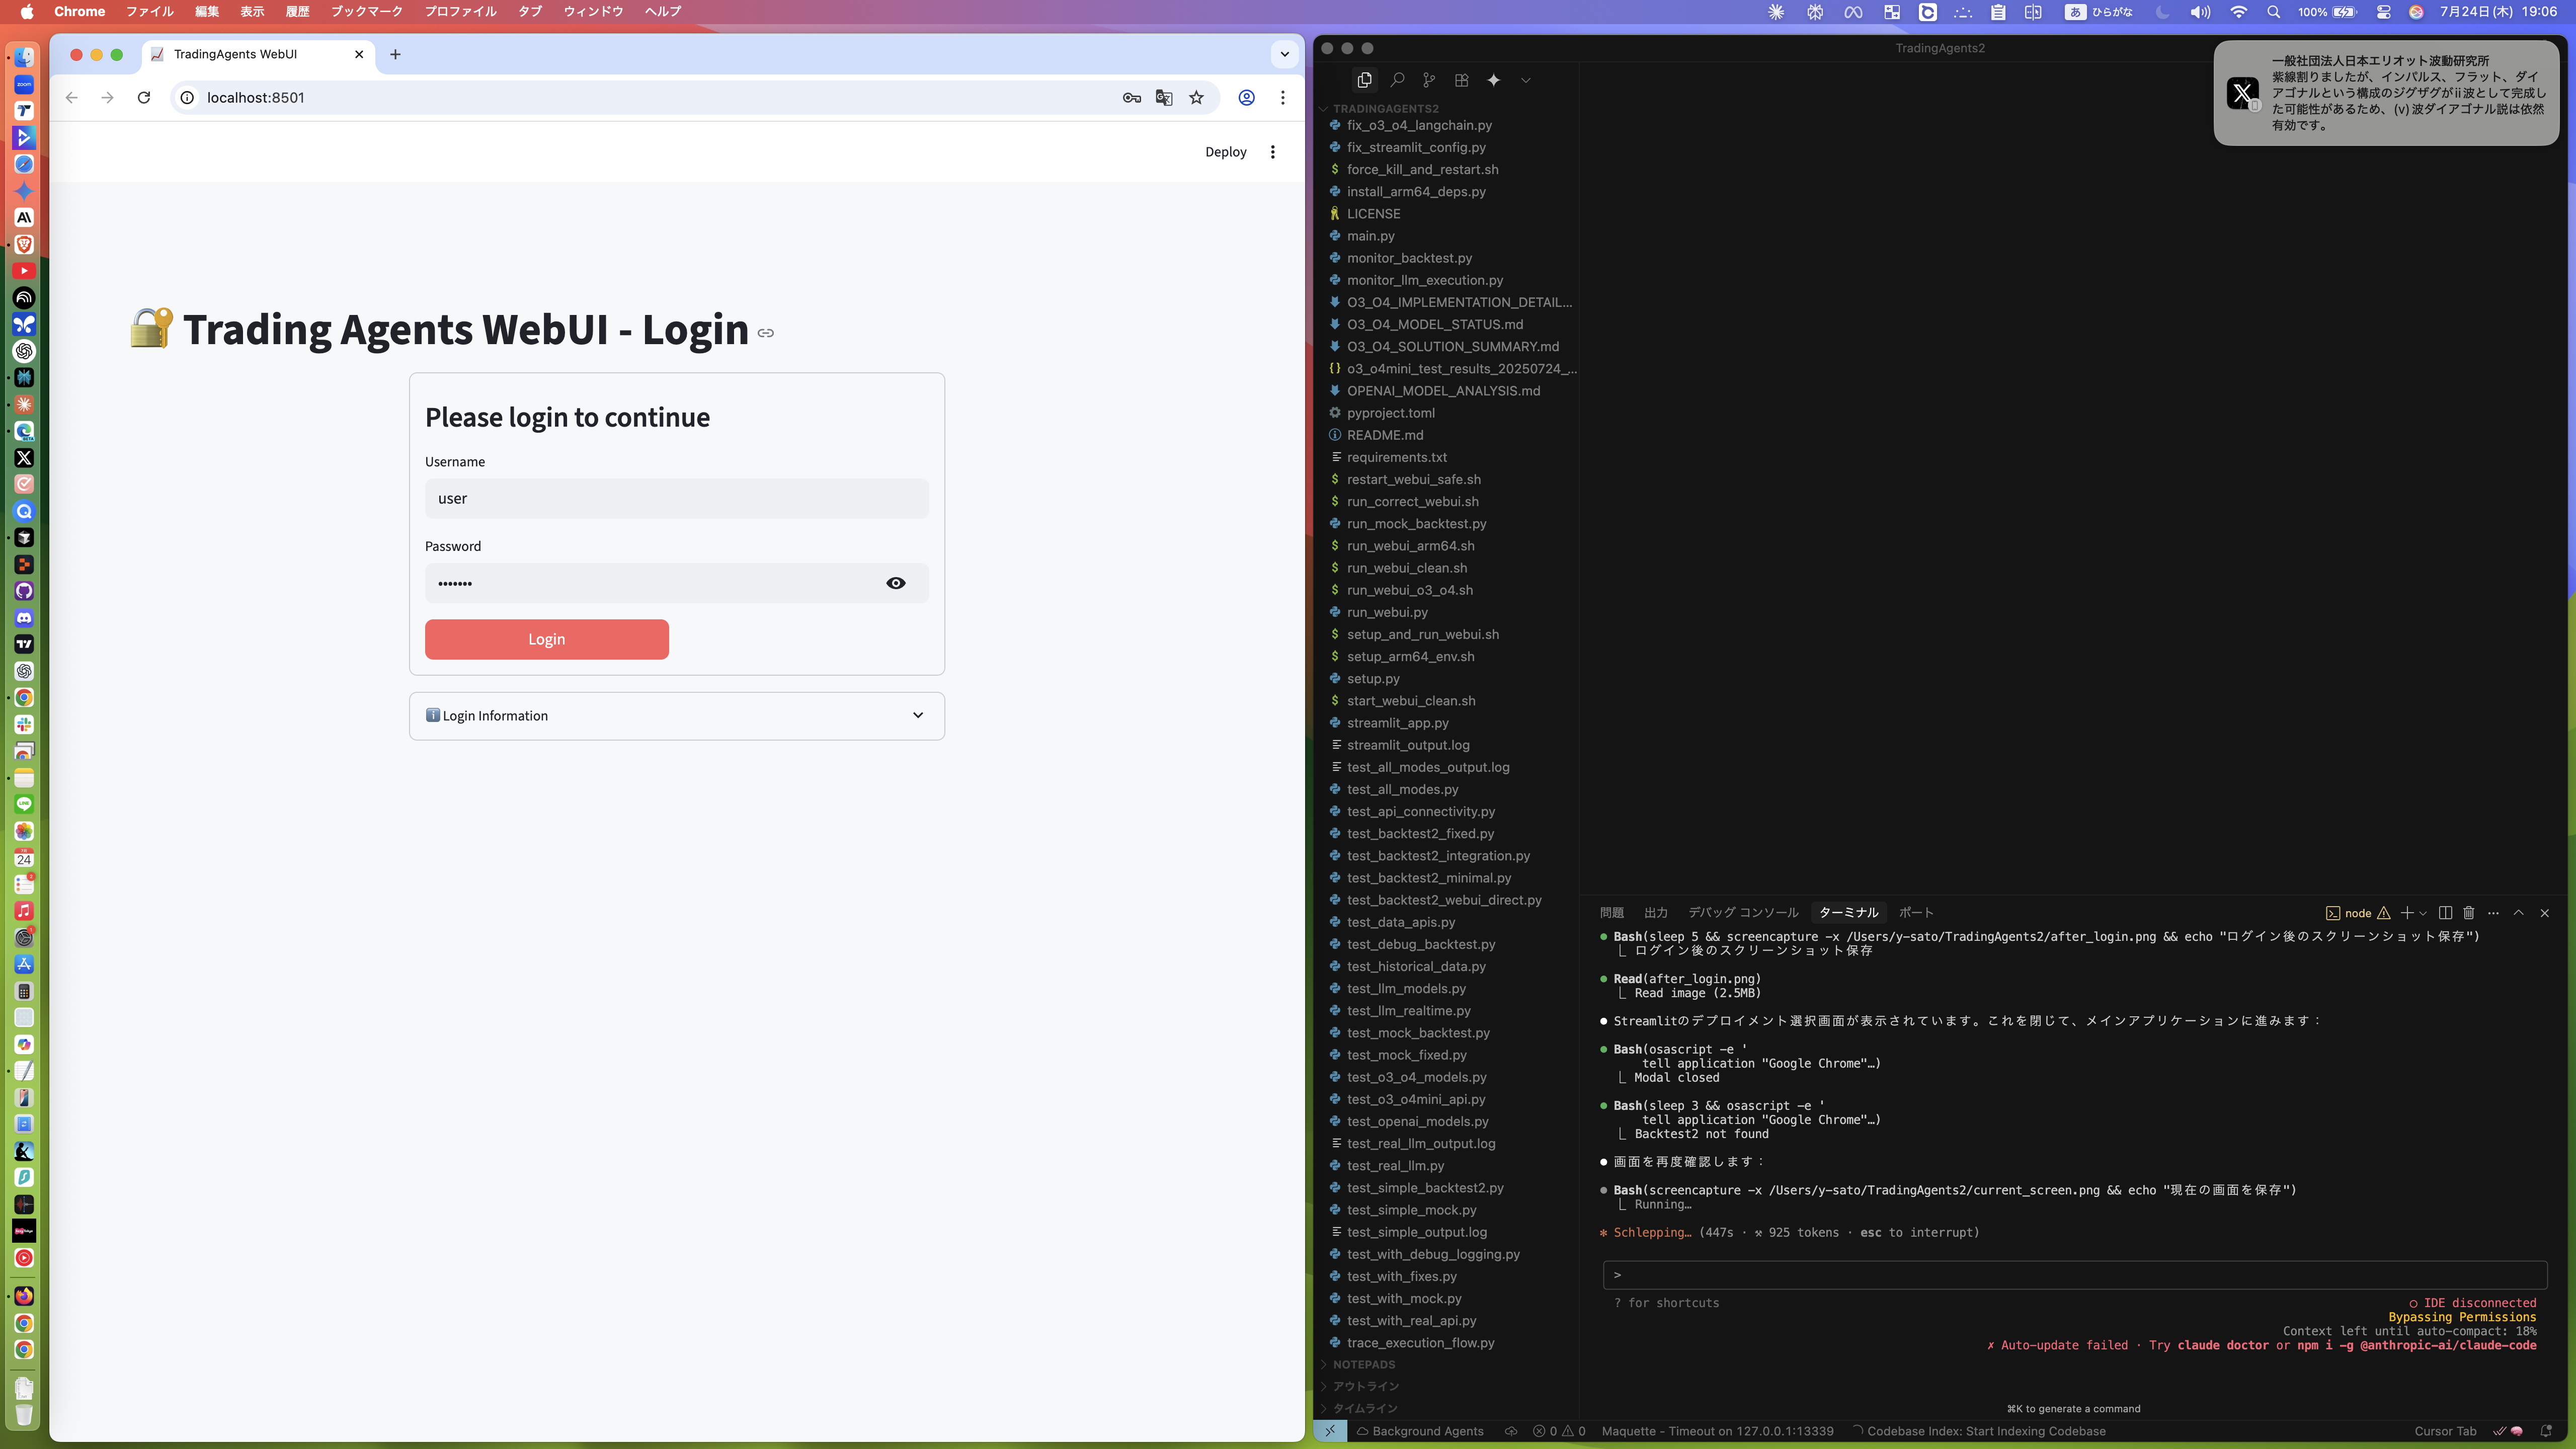 Chrome ファイル 編集 表示 履歴 ブックマーク プロファイル タブ ウィンドウ ヘルプ
あ ひらがな 100% 7月24日(木) 19:06
TradingAgents WebUI
localhost:8501
Deploy
Trading Agents WebUI - Login
Please login to continue
Username
user
Password
•••••••
Login
Login Information
TradingAgents2
一般社団法人日本エリオット波動研究所
紫線割りましたが、インパルス、フラット、ダイ
アゴナルという構成のジグザグがⅱ波として完成し
た可能性があるため、(v)波ダイアゴナル説は依然
有効です。
TRADINGAGENTS2
fix_o3_o4_langchain.py
fix_streamlit_config.py
force_kill_and_restart.sh
install_arm64_deps.py
LICENSE
main.py
monitor_backtest.py
monitor_llm_execution.py
O3_O4_IMPLEMENTATION_DETAIL...
O3_O4_MODEL_STATUS.md
O3_O4_SOLUTION_SUMMARY.md
o3_o4mini_test_results_20250724_...
OPENAI_MODEL_ANALYSIS.md
pyproject.toml
README.md
requirements.txt
restart_webui_safe.sh
run_correct_webui.sh
run_mock_backtest.py
run_webui_arm64.sh
run_webui_clean.sh
run_webui_o3_o4.sh
run_webui.py
setup_and_run_webui.sh
setup_arm64_env.sh
setup.py
start_webui_clean.sh
streamlit_app.py
streamlit_output.log
test_all_modes_output.log
test_all_modes.py
test_api_connectivity.py
test_backtest2_fixed.py
test_backtest2_integration.py
test_backtest2_minimal.py
test_backtest2_webui_direct.py
test_data_apis.py
test_debug_backtest.py
test_historical_data.py
test_llm_models.py
test_llm_realtime.py
test_mock_backtest.py
test_mock_fixed.py
test_o3_o4_models.py
test_o3_o4mini_api.py
test_openai_models.py
test_real_llm_output.log
test_real_llm.py
test_simple_backtest2.py
test_simple_mock.py
test_simple_output.log
test_with_debug_logging.py
test_with_fixes.py
test_with_mock.py
test_with_real_api.py
trace_execution_flow.py
NOTEPADS
アウトライン
タイムライン
問題 出力 デバッグ コンソール ターミナル ポート
node
Bash(sleep 5 && screencapture -x /Users/y-sato/TradingAgents2/after_login.png && echo "ログイン後のスクリーンショット保存")
ログイン後のスクリーンショット保存
Read(after_login.png)
Read image (2.5MB)
Streamlitのデプロイメント選択画面が表示されています。これを閉じて、メインアプリケーションに進みます:
Bash(osascript -e '
tell application "Google Chrome"…)
Modal closed
Bash(sleep 3 && osascript -e '
tell application "Google Chrome"…)
Backtest2 not found
画面を再度確認します:
Bash(screencapture -x /Users/y-sato/TradingAgents2/current_screen.png && echo "現在の画面を保存")
Running…
Schlepping… (447s · 925 tokens · esc to interrupt)
>
? for shortcuts
IDE disconnected
Bypassing Permissions
Context left until auto-compact: 18%
✗ Auto-update failed · Try claude doctor or npm i -g @anthropic-ai/claude-code
⌘K to generate a command
Background Agents 0 0 Maquette - Timeout on 127.0.0.1:13339 Codebase Index: Start Indexing Codebase Cursor Tab